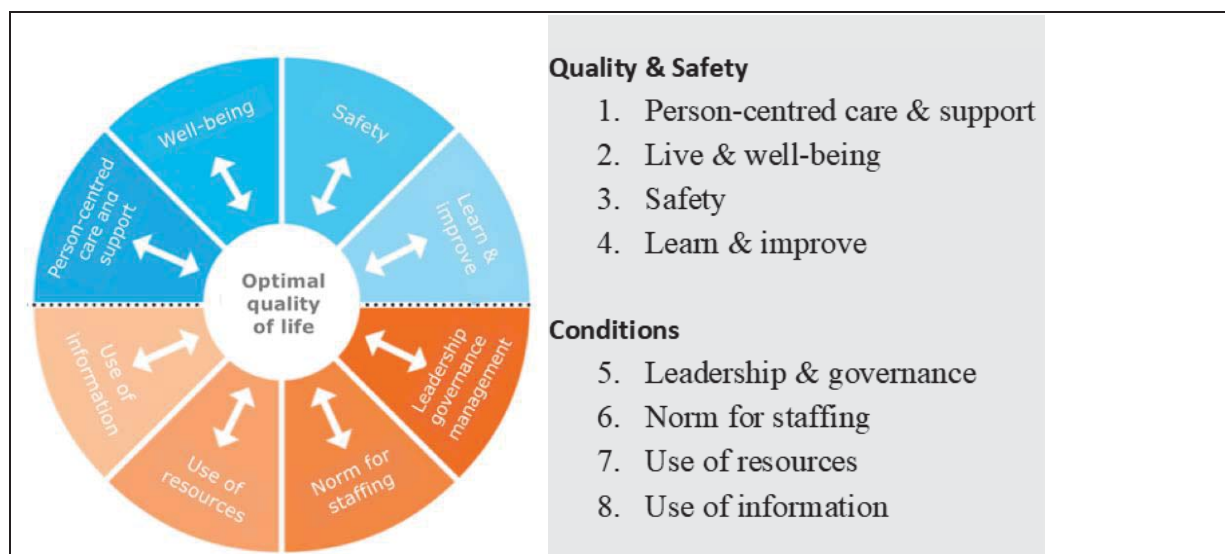 Well-being
Safety
Person-centred
care and
support
Learn &
improve
Optimal
quality
of life
Use of
information
Leadership
governance
management
Use of
resources
Norm for
staffing
Quality & Safety
1. Person-centred care & support
2. Live & well-being
3. Safety
4. Learn & improve
Conditions
5. Leadership & governance
6. Norm for staffing
7. Use of resources
8. Use of information